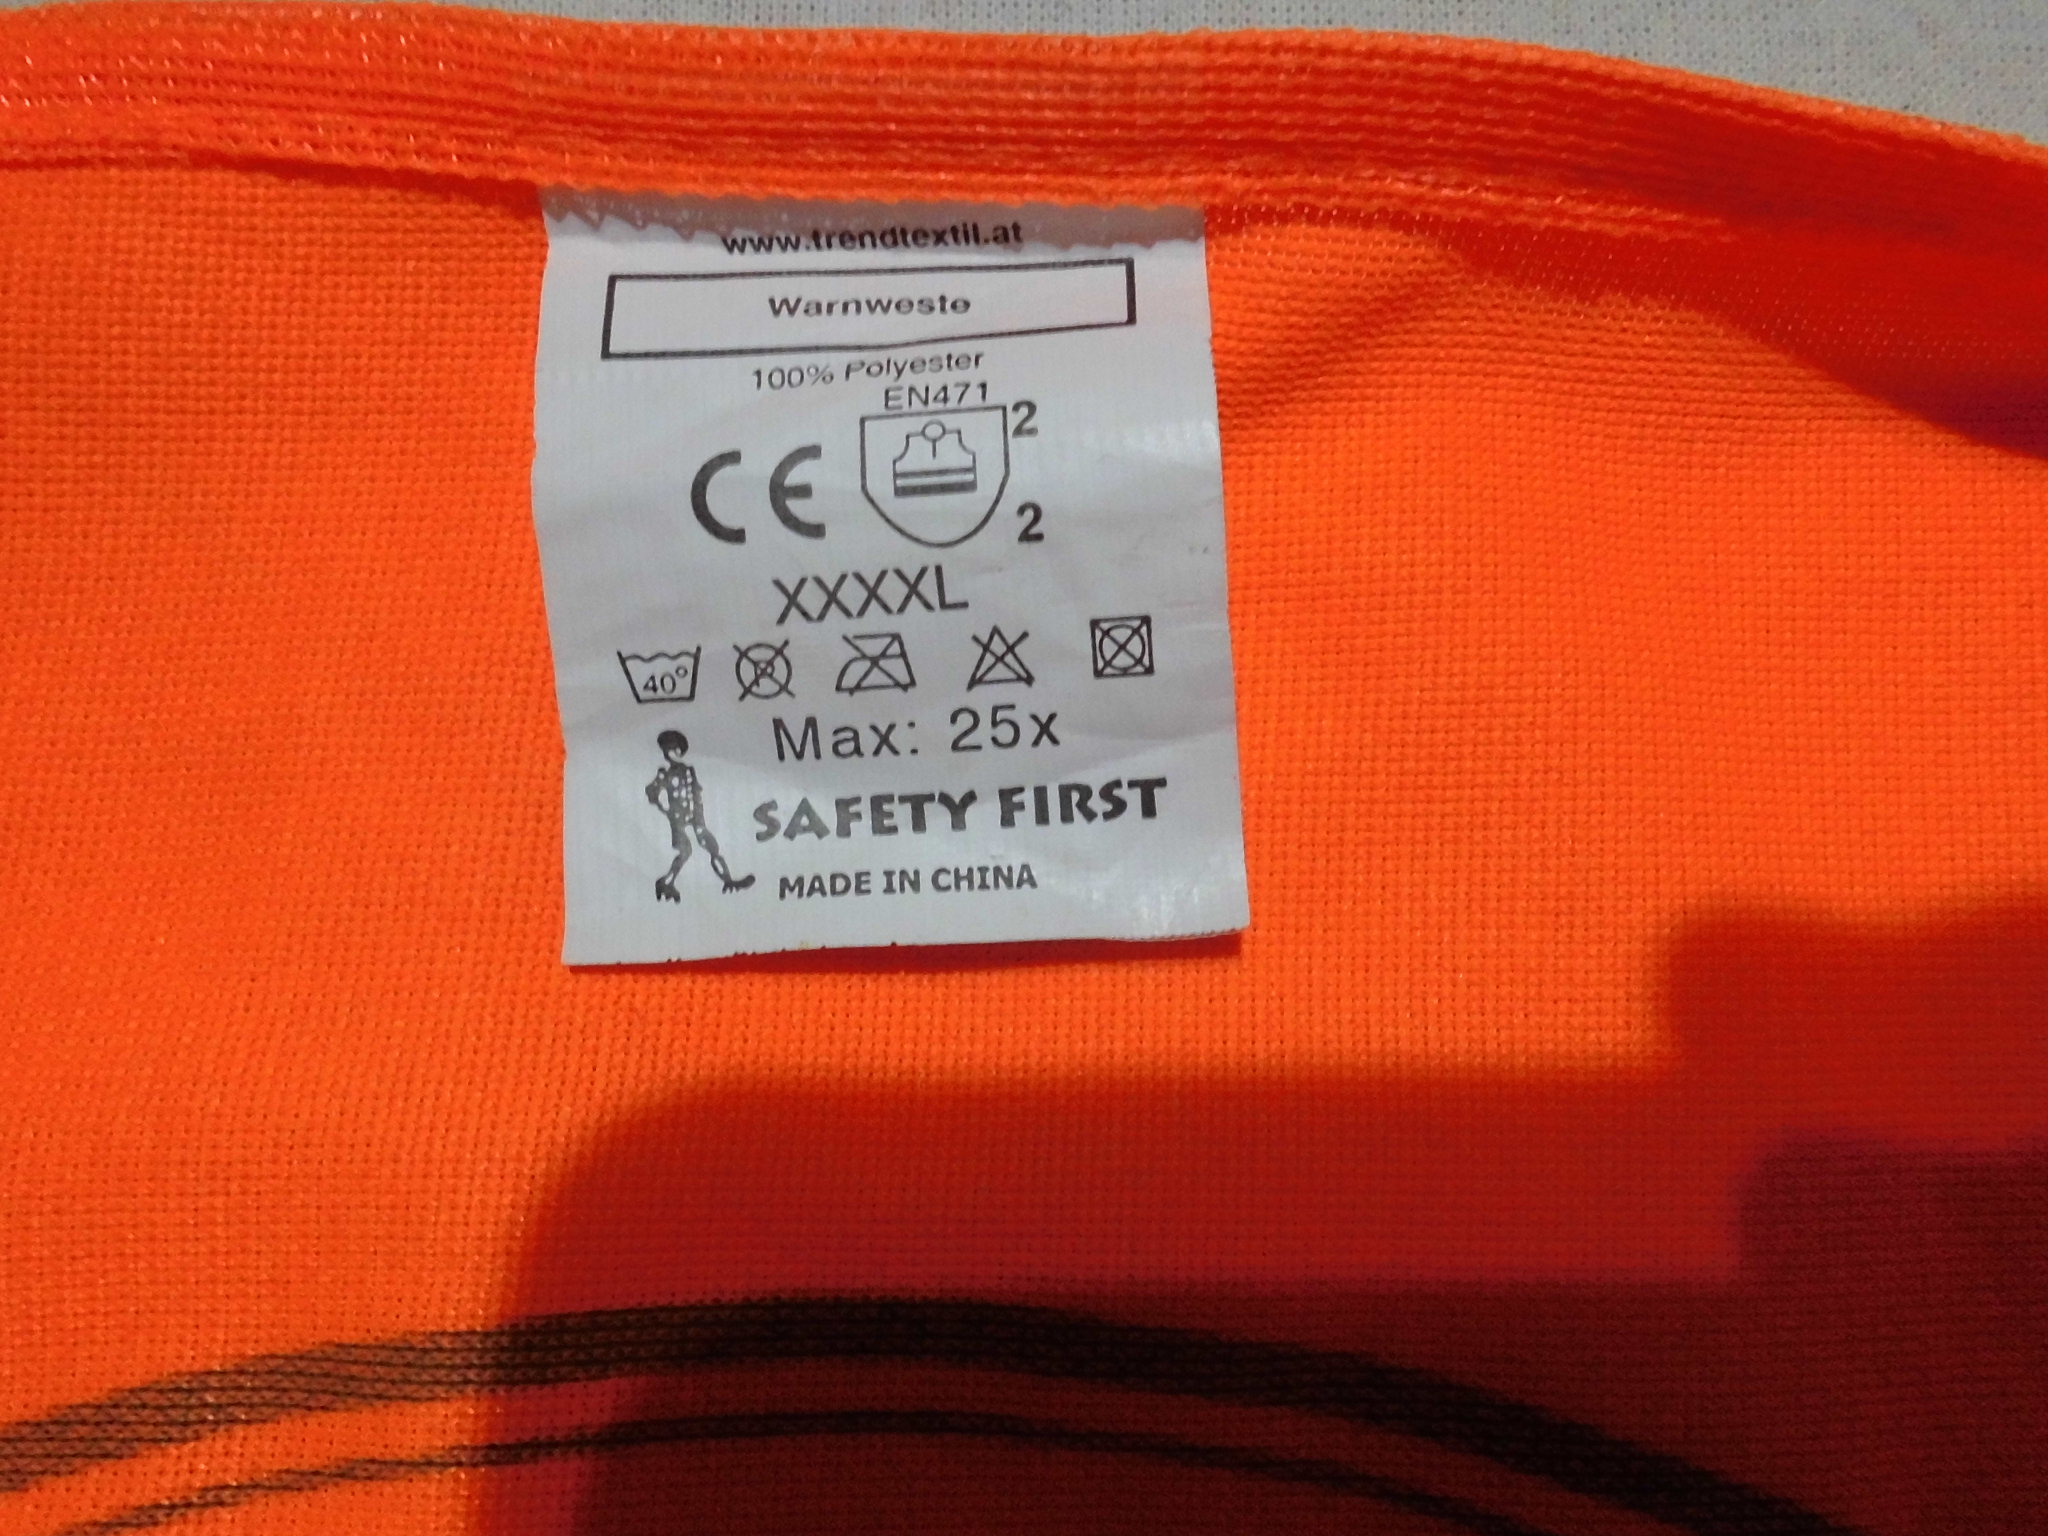 www.trendtextil.at
Warnweste
100% Polyester
EN471
2
CE
2
XXXXL
40°
Max: 25x
SAFETY FIRST
MADE IN CHINA